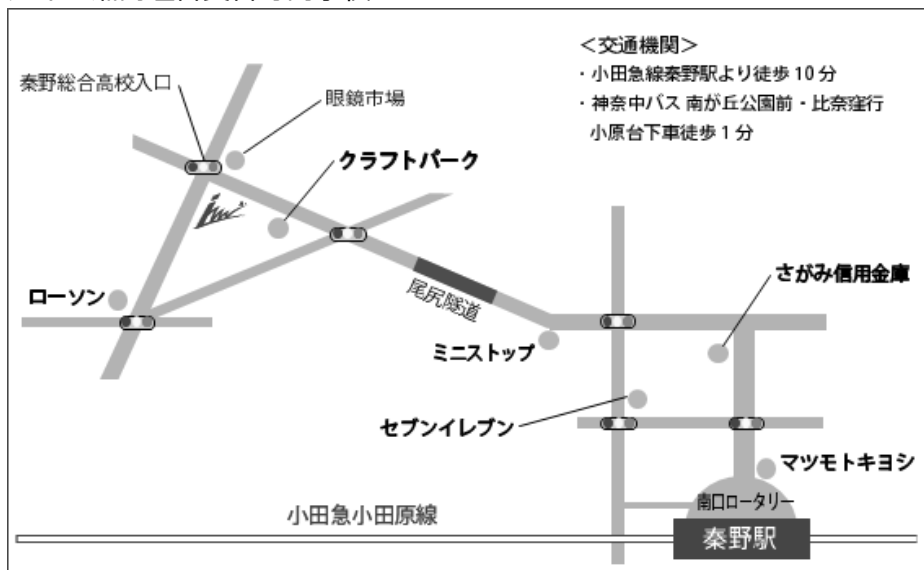 <交通機関>
・小田急線秦野駅より徒歩10分
・神奈中バス 南が丘公園前・比奈窪行
小原台下車徒歩1分
秦野総合高校入口
眼鏡市場
クラフトパーク
ローソン
尾尻隧道
さがみ信用金庫
ミニストップ
セブンイレブン
マツモトキヨシ
南口ロータリー
小田急小田原線
秦野駅